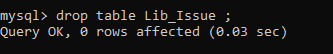 mysql> drop table Lib_Issue ;
Query OK, 0 rows affected (0.03 sec)